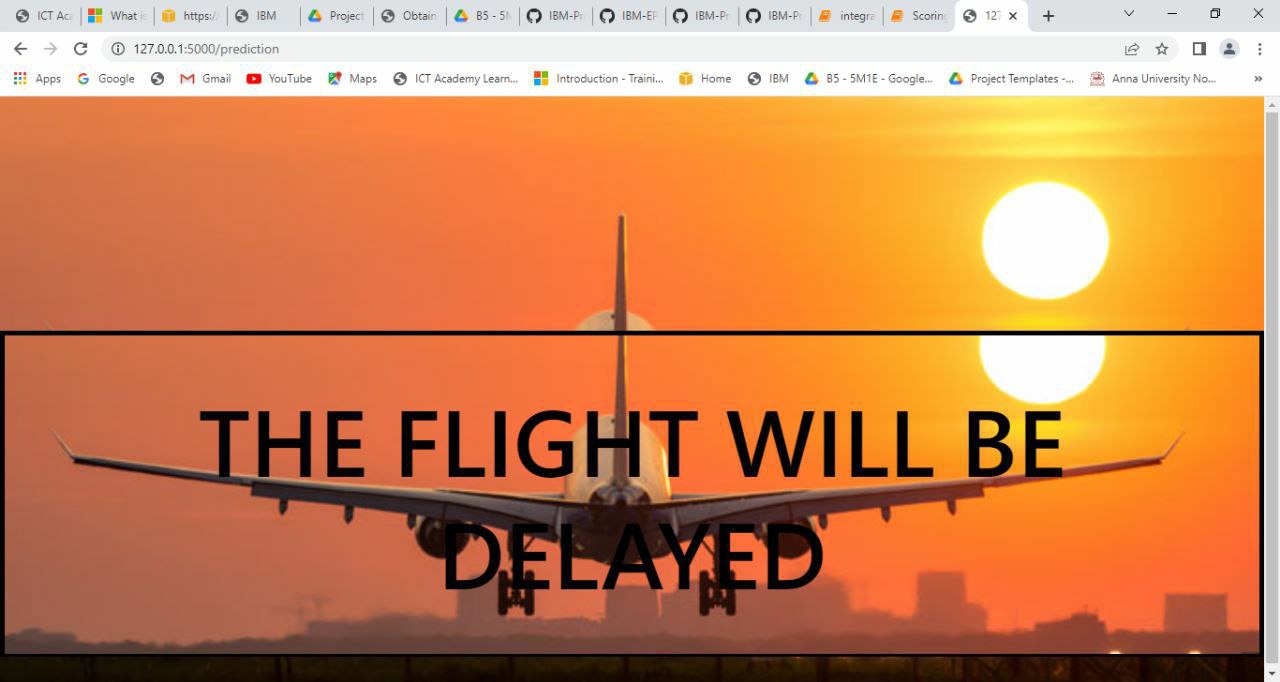 ICT Aca
What is
https:/
IBM
Project
Obtain
B5 - 5M
IBM-Pr
IBM-EP
IBM-Pr
IBM-Pr
integra
Scoring
127
127.0.0.1:5000/prediction
Apps
Google
Gmail
YouTube
Maps
ICT Academy Learn...
Introduction - Traini...
Home
IBM
B5 - 5M1E - Google...
Project Templates -...
Anna University No...
THE FLIGHT WILL BE
DELAYED